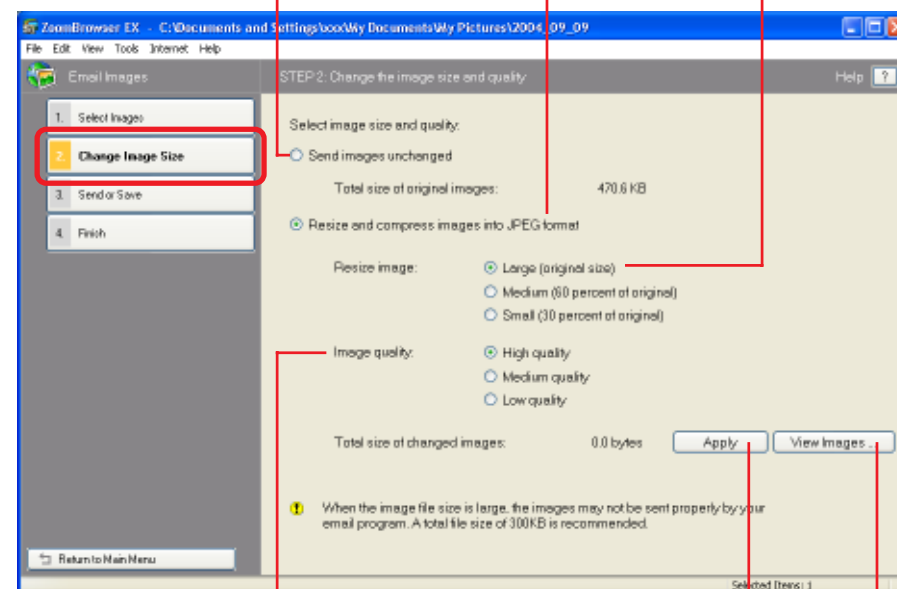 ZoomBrowser EX - C:\Documents and Settings\xxx\My Documents\My Pictures\2004_09_09
File Edit View Tools Internet Help
Email Images
STEP2: Change the image size and quality
Help ?
1. Select Images
2. Change Image Size
3. Send or Save
4. Finish
Select image size and quality:
Send images unchanged
Total size of original images: 470.6 KB
Resize and compress images into JPEG format
Resize image: Large (original size)
Medium (60 percent of original)
Small (30 percent of original)
Image quality: High quality
Medium quality
Low quality
Total size of changed images: 0.0 bytes Apply View Images ...
When the image file size is large, the images may not be sent properly by your
email program. A total file size of 300KB is recommended.
Return to Main Menu
Selected Items: 1